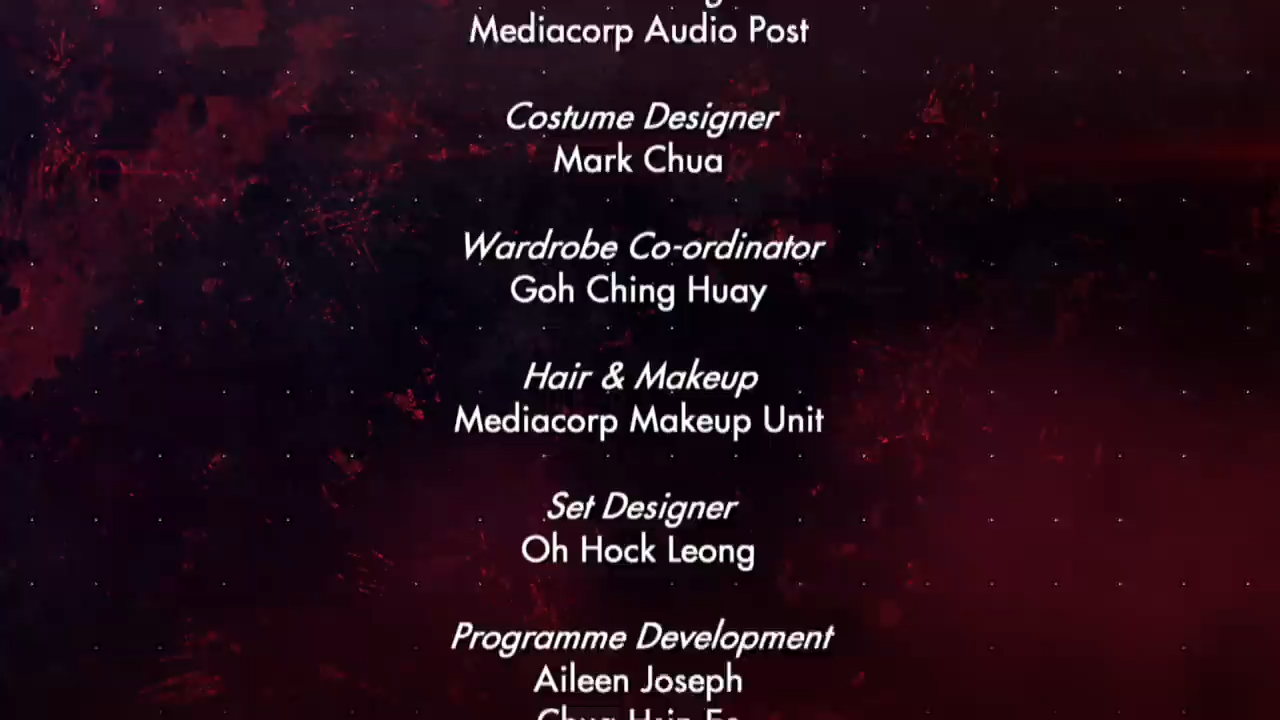 Mediacorp Audio Post
Costume Designer
Mark Chua
Wardrobe Co-ordinator
Goh Ching Huay
Hair & Makeup
Mediacorp Makeup Unit
Set Designer
Oh Hock Leong
Programme Development
Aileen Joseph